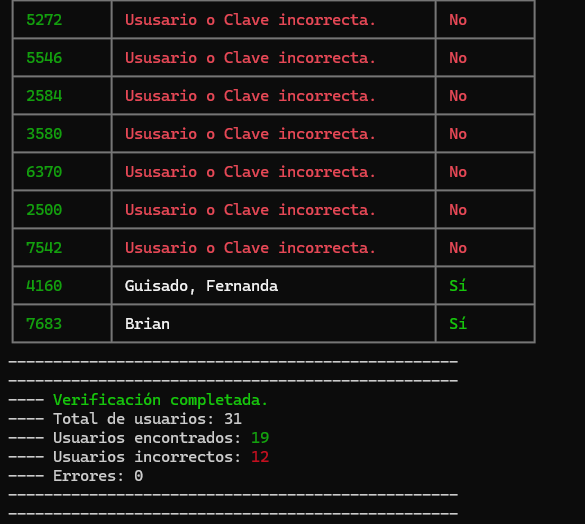 5272 Ususario o Clave incorrecta. No
5546 Ususario o Clave incorrecta. No
2584 Ususario o Clave incorrecta. No
3580 Ususario o Clave incorrecta. No
6370 Ususario o Clave incorrecta. No
2500 Ususario o Clave incorrecta. No
7542 Ususario o Clave incorrecta. No
4160 Guisado, Fernanda Sí
7683 Brian Sí
--------------------------------------------------
--------------------------------------------------
---- Verificación completada.
---- Total de usuarios: 31
---- Usuarios encontrados: 19
---- Usuarios incorrectos: 12
---- Errores: 0
--------------------------------------------------
--------------------------------------------------